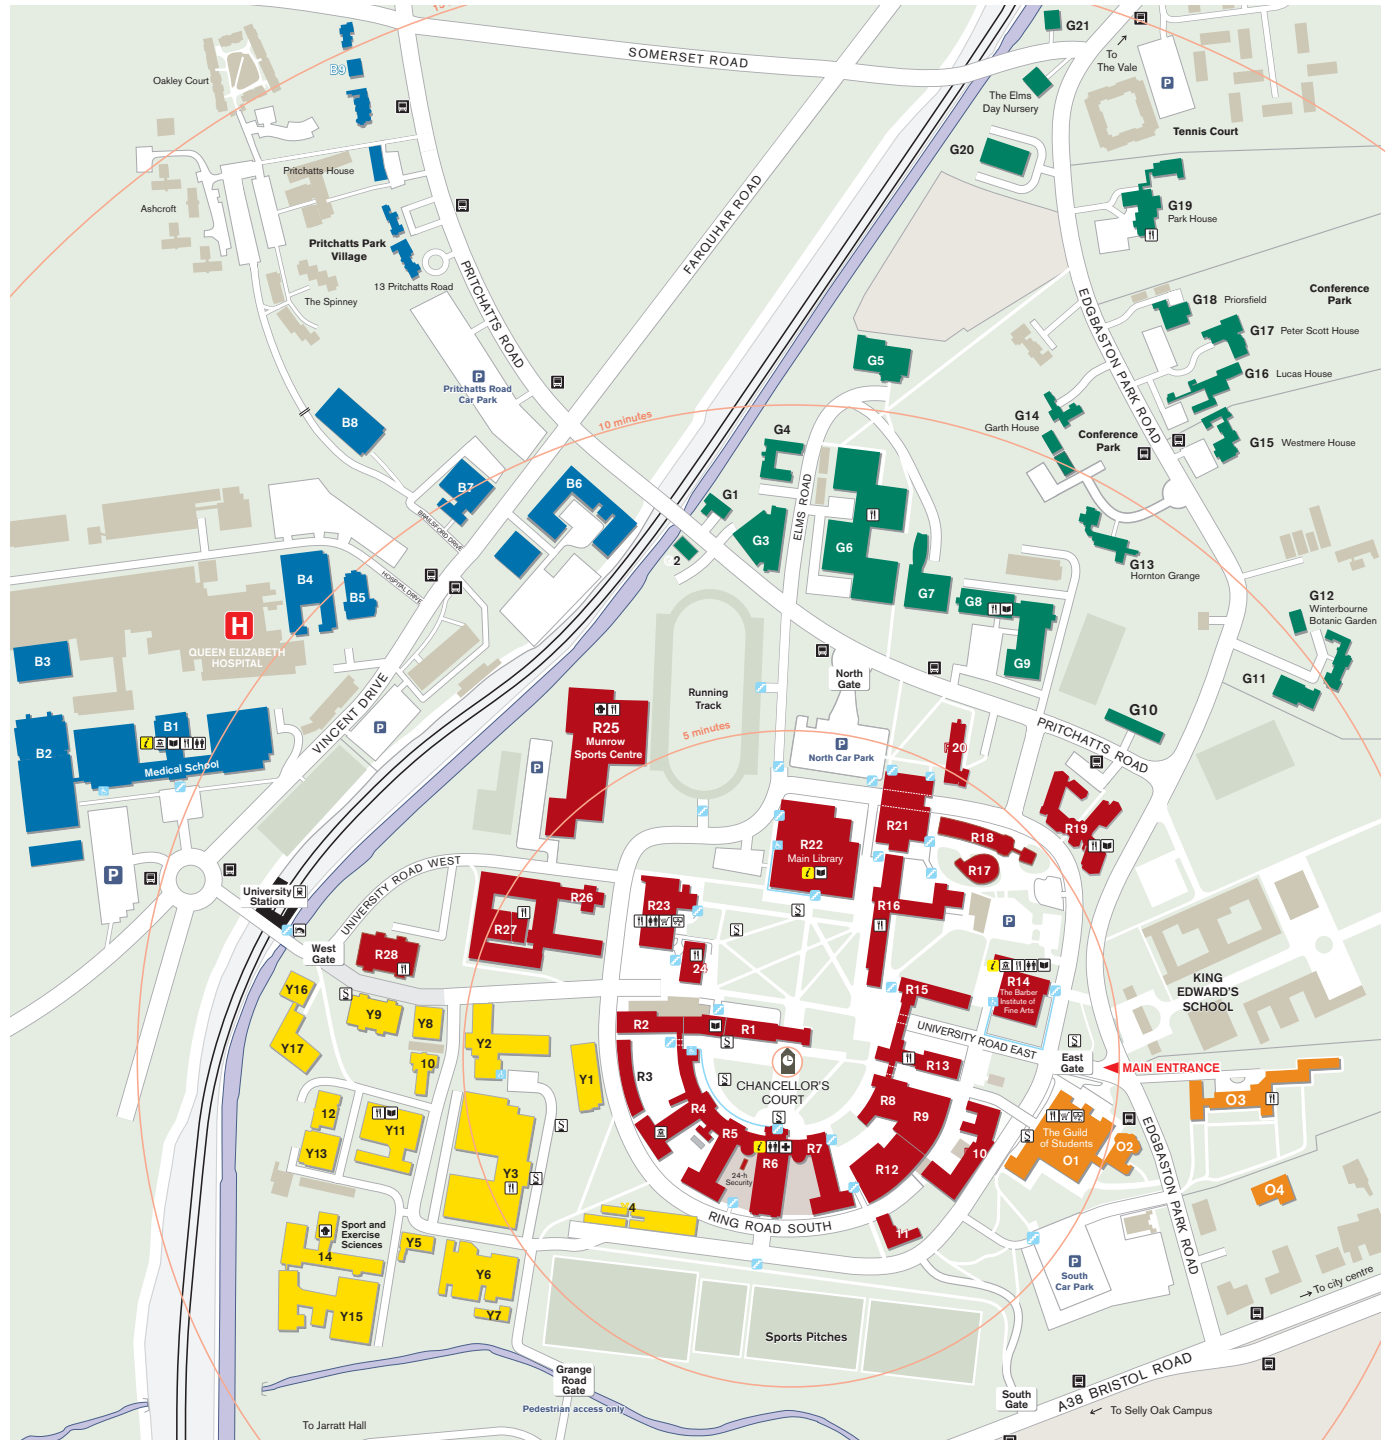 15
SOMERSET ROAD
G21
To
The Vale
B9
Oakley Court
P
The Elms
Day Nursery
Tennis Court
G20
Pritchatts House
Ashcroft
G19
Park House
FARQUHAR ROAD
Pritchatts Park
Village
13 Pritchatts Road
The Spinney
PRITCHATTS ROAD
EDGBASTON PARK ROAD
Conference
Park
G18 Priorsfield
G17 Peter Scott House
G5
G16 Lucas House
P
Pritchatts Road
Car Park
10 minutes
G14
Garth House
Conference
Park
G15 Westmere House
B8
G4
B7
B6
G1
ELMS ROAD
BRAILSFORD DRIVE
G3
G6
2
G13
Hornton Grange
HOSPITAL DRIVE
B4
B5
G7
G8
G12
Winterbourne
Botanic Garden
H
QUEEN ELIZABETH
HOSPITAL
B3
G9
North
Gate
G11
VINCENT DRIVE
Running
Track
G10
R25
Munrow
Sports Centre
5 minutes
PRITCHATTS ROAD
B1
B2
Medical School
P
P
North Car Park
20
P
R22
Main Library
R21
R18
R19
R17
P
UNIVERSITY ROAD WEST
University
Station
R26
R23
R16
R27
P
West
Gate
R28
24
R14
The Barber
Institute of
Fine Arts
KING
EDWARD'S
SCHOOL
Y16
R15
Y9
Y8
R2
R1
Y17
Y2
UNIVERSITY ROAD EAST
East
Gate
MAIN ENTRANCE
10
Y1
R3
CHANCELLOR'S
COURT
R13
12
R4
R8
R9
O3
Y11
R5
The Guild
of Students
O1
O2
Y13
Y3
R6
R7
R12
10
24-h
Security
EDGBASTON PARK ROAD
O4
4
RING ROAD SOUTH
11
Sport and
Exercise
Sciences
14
Y5
P
South
Car Park
Y6
To city centre
Y15
Y7
Sports Pitches
Grange
Road
Gate
Pedestrian access only
South
Gate
A38 BRISTOL ROAD
To Jarratt Hall
To Selly Oak Campus